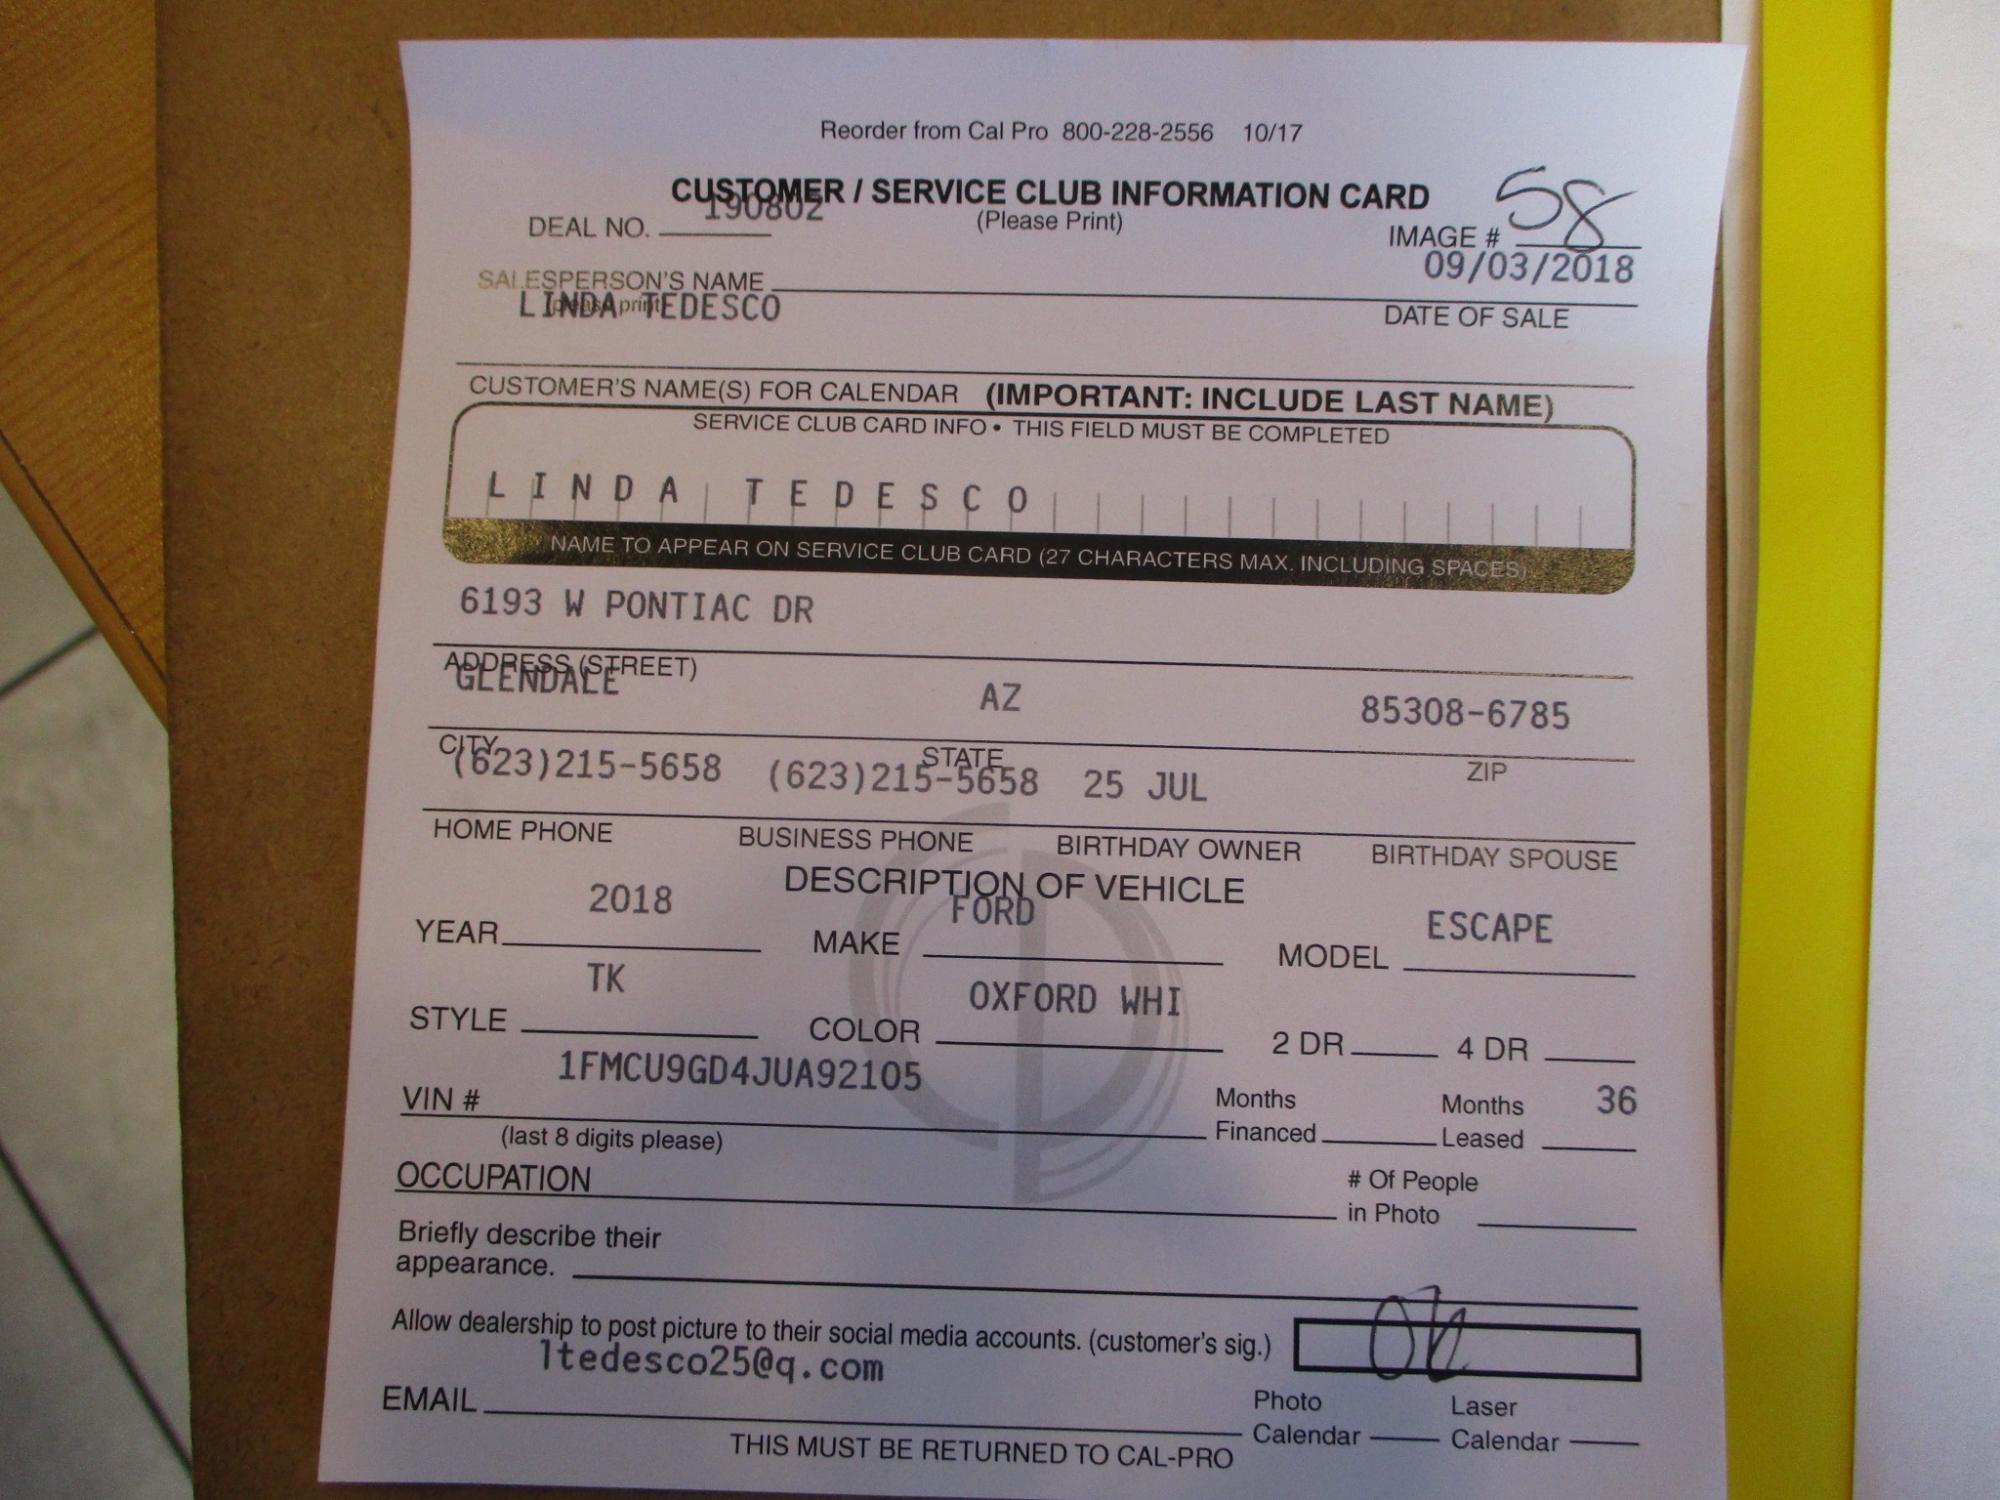 Reorder from Cal Pro 800-228-2556 10/17
CUSTOMER / SERVICE CLUB INFORMATION CARD
(Please Print)
DEAL NO. 190802
IMAGE # 58
SALESPERSON'S NAME
(please print)
09/03/2018
DATE OF SALE
LINDA TEDESCO
CUSTOMER'S NAME(S) FOR CALENDAR (IMPORTANT: INCLUDE LAST NAME)
SERVICE CLUB CARD INFO • THIS FIELD MUST BE COMPLETED
LINDA TEDESCO
NAME TO APPEAR ON SERVICE CLUB CARD (27 CHARACTERS MAX. INCLUDING SPACES)
6193 W PONTIAC DR
ADDRESS (STREET)
GLENDALE AZ 85308-6785
CITY STATE ZIP
(623)215-5658 (623)215-5658 25 JUL
HOME PHONE BUSINESS PHONE BIRTHDAY OWNER BIRTHDAY SPOUSE
DESCRIPTION OF VEHICLE
YEAR 2018 MAKE FORD MODEL ESCAPE
STYLE TK COLOR OXFORD WHI 2 DR 4 DR
VIN # 1FMCU9GD4JUA92105 Months Financed Months Leased 36
(last 8 digits please)
OCCUPATION # Of People in Photo
Briefly describe their
appearance.
Allow dealership to post picture to their social media accounts. (customer's sig.) Ok
EMAIL ltedesco25@q.com Photo Calendar Laser Calendar
THIS MUST BE RETURNED TO CAL-PRO